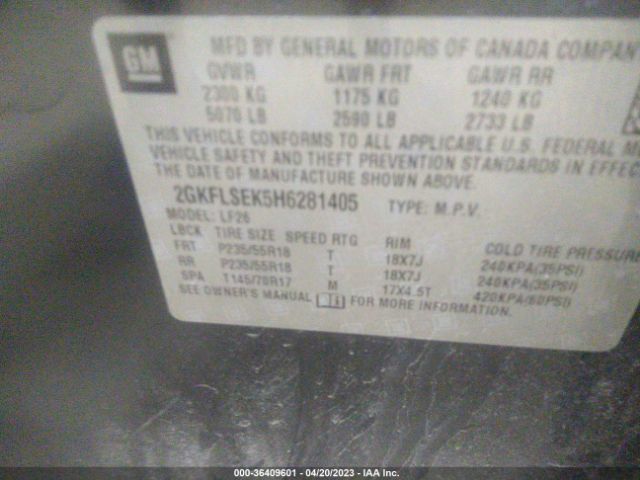 GM
MFD BY GENERAL MOTORS OF CANADA COMPAN
GVWR GAWR FRT GAWR RR
2300 KG 1175 KG 1240 KG
5070 LB 2590 LB 2733 LB
THIS VEHICLE CONFORMS TO ALL APPLICABLE U.S. FEDERAL M
VEHICLE SAFETY AND THEFT PREVENTION STANDARDS IN EFFEC
THE DATE OF MANUFACTURE SHOWN ABOVE.
2GKFLSEK5H6281405 TYPE: M.P.V.
MODEL: LF26
LBCK TIRE SIZE SPEED RTG RIM COLD TIRE PRESSURE
FRT P235/55R18 T 18X7J 240KPA(35PSI)
RR P235/55R18 T 18X7J 240KPA(35PSI)
SPA T145/70R17 M 17X4.5T 420KPA(60PSI)
SEE OWNER'S MANUAL FOR MORE INFORMATION.
000-36409601 - 04/20/2023 - IAA Inc.